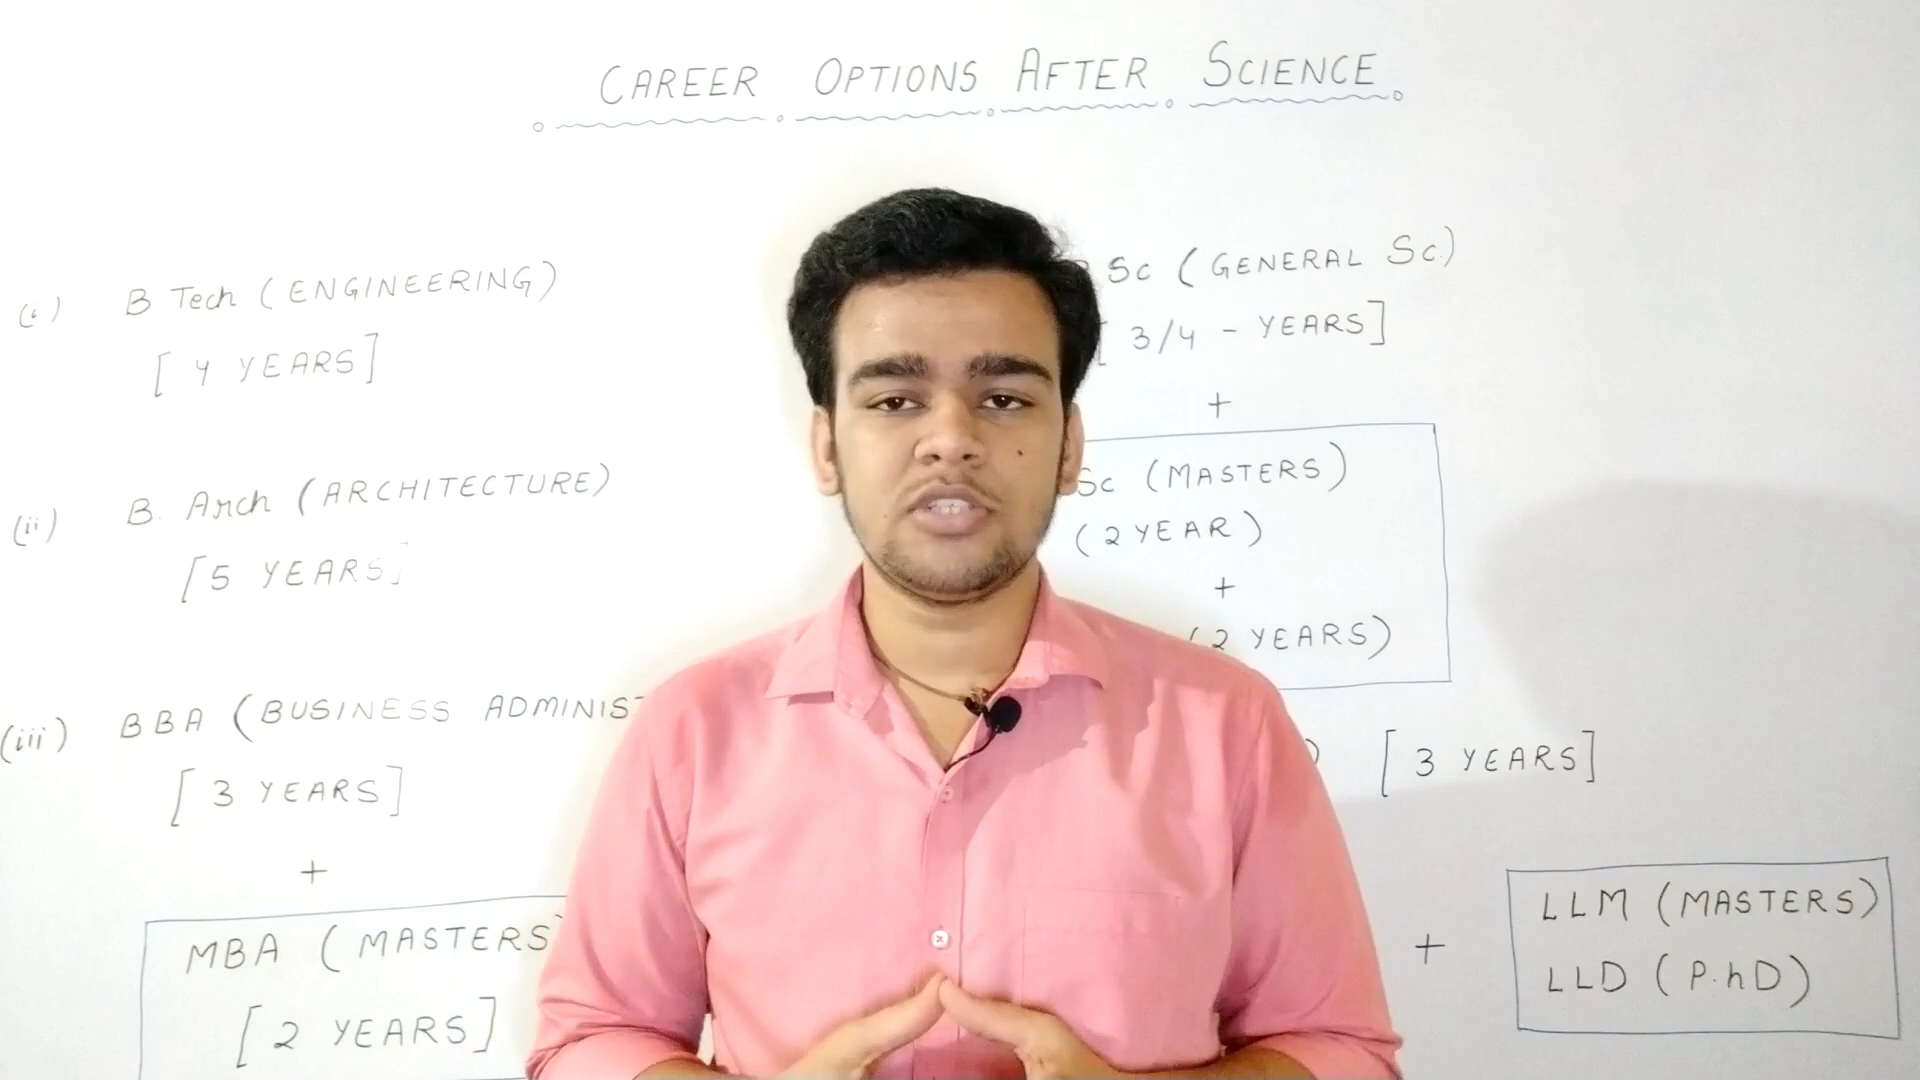 CAREER OPTIONS AFTER SCIENCE
(i) B Tech (ENGINEERING)
[4 YEARS]
(ii) B. Arch (ARCHITECTURE)
[5 YEARS]
(iii) BBA (BUSINESS ADMINIS
[3 YEARS]
+
MBA (MASTERS)
[2 YEARS]
Sc (GENERAL Sc.)
[3/4 - YEARS]
+
Sc (MASTERS)
(2 YEAR)
+
(2 YEARS)
) [3 YEARS]
+
LLM (MASTERS)
LLD (P.hD)